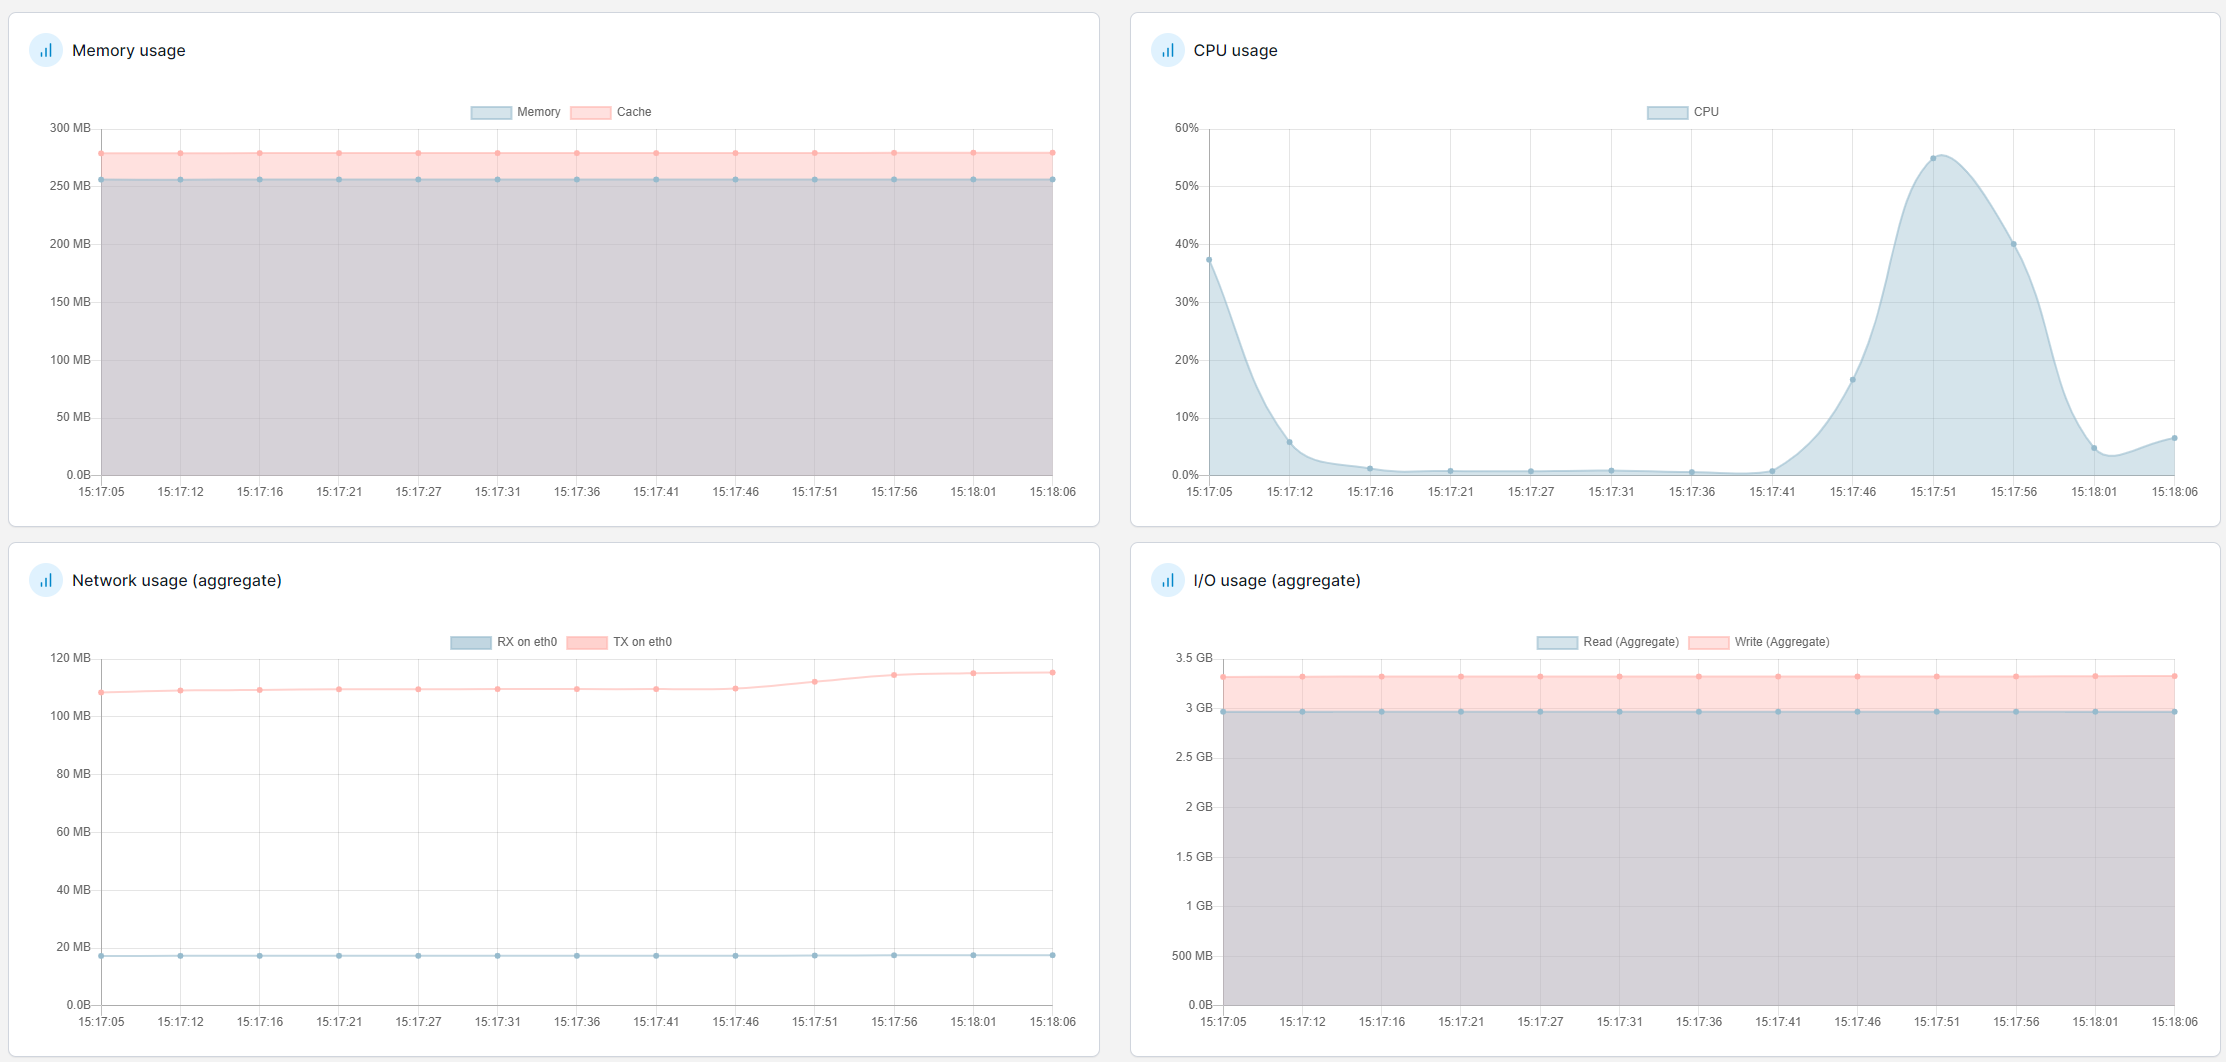 Memory usage
Memory Cache
300 MB
250 MB
200 MB
150 MB
100 MB
50 MB
0.0B
15:17:05 15:17:12 15:17:16 15:17:21 15:17:27 15:17:31 15:17:36 15:17:41 15:17:46 15:17:51 15:17:56 15:18:01 15:18:06
CPU usage
CPU
60%
50%
40%
30%
20%
10%
0.0%
15:17:05 15:17:12 15:17:16 15:17:21 15:17:27 15:17:31 15:17:36 15:17:41 15:17:46 15:17:51 15:17:56 15:18:01 15:18:06
Network usage (aggregate)
RX on eth0 TX on eth0
120 MB
100 MB
80 MB
60 MB
40 MB
20 MB
0.0B
15:17:05 15:17:12 15:17:16 15:17:21 15:17:27 15:17:31 15:17:36 15:17:41 15:17:46 15:17:51 15:17:56 15:18:01 15:18:06
I/O usage (aggregate)
Read (Aggregate) Write (Aggregate)
3.5 GB
3 GB
2.5 GB
2 GB
1.5 GB
1 GB
500 MB
0.0B
15:17:05 15:17:12 15:17:16 15:17:21 15:17:27 15:17:31 15:17:36 15:17:41 15:17:46 15:17:51 15:17:56 15:18:01 15:18:06